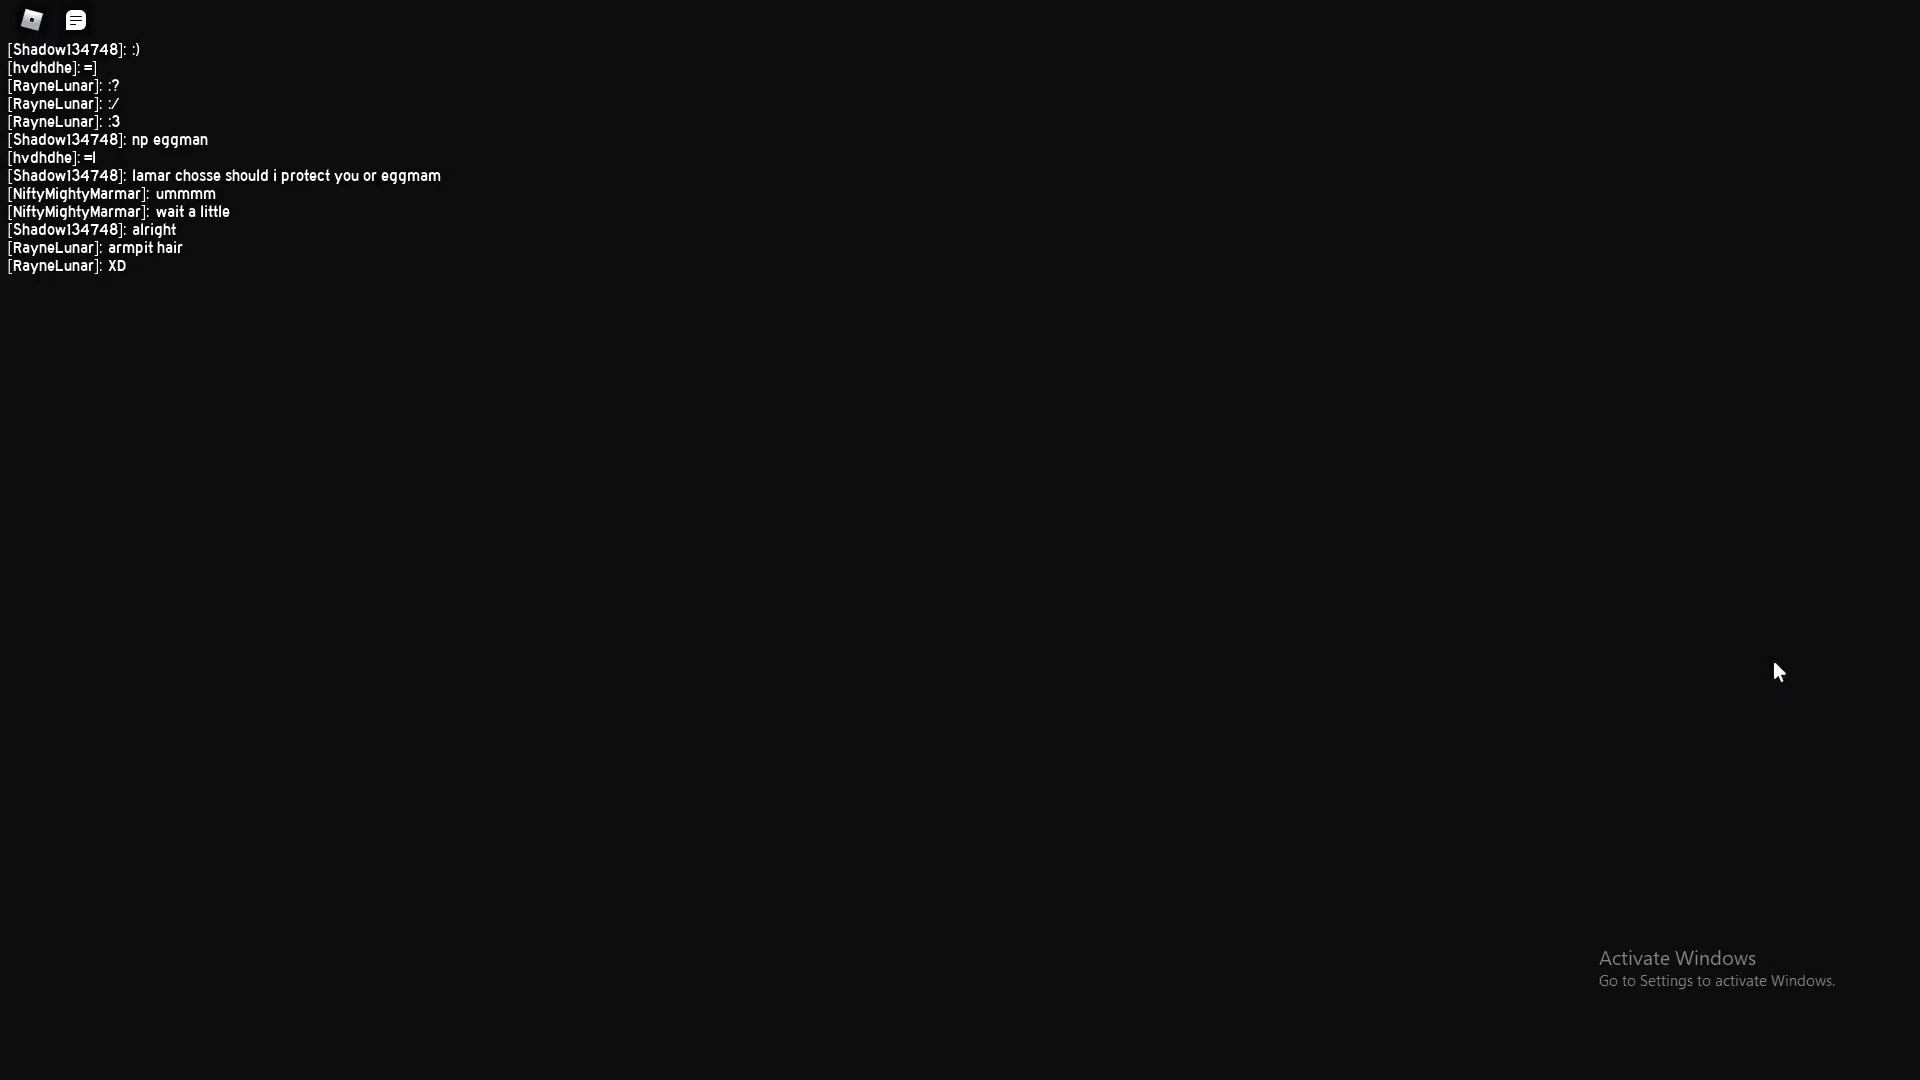 [Shadow134748]: :)
[hvdhdhe]: =]
[RayneLunar]: :?
[RayneLunar]: :/
[RayneLunar]: :3
[Shadow134748]: np eggman
[hvdhdhe]: =l
[Shadow134748]: lamar chosse should i protect you or eggmam
[NiftyMightyMarmar]: ummmm
[NiftyMightyMarmar]: wait a little
[Shadow134748]: alright
[RayneLunar]: armpit hair
[RayneLunar]: XD
Activate Windows
Go to Settings to activate Windows.